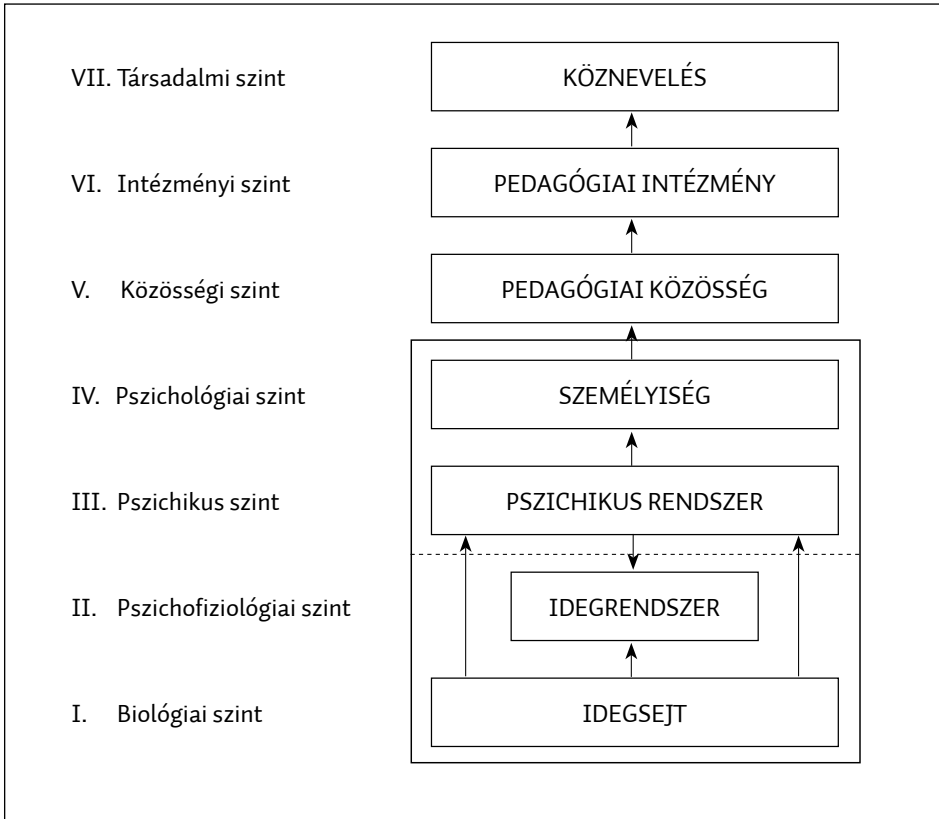 VII. Társadalmi szint KÖZNEVELÉS
VI. Intézményi szint PEDAGÓGIAI INTÉZMÉNY
V. Közösségi szint PEDAGÓGIAI KÖZÖSSÉG
IV. Pszichológiai szint SZEMÉLYISÉG
III. Pszichikus szint PSZICHIKUS RENDSZER
II. Pszichofiziológiai szint IDEGRENDSZER
I. Biológiai szint IDEGSEJT